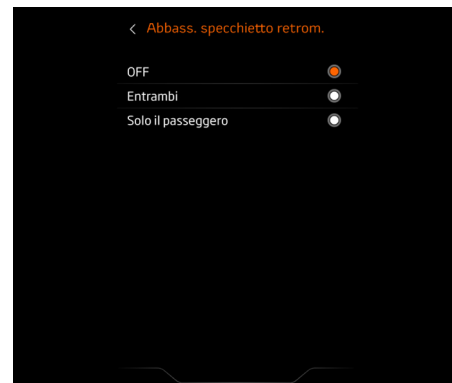 Abbass. specchietto retrom.
OFF
Entrambi
Solo il passeggero